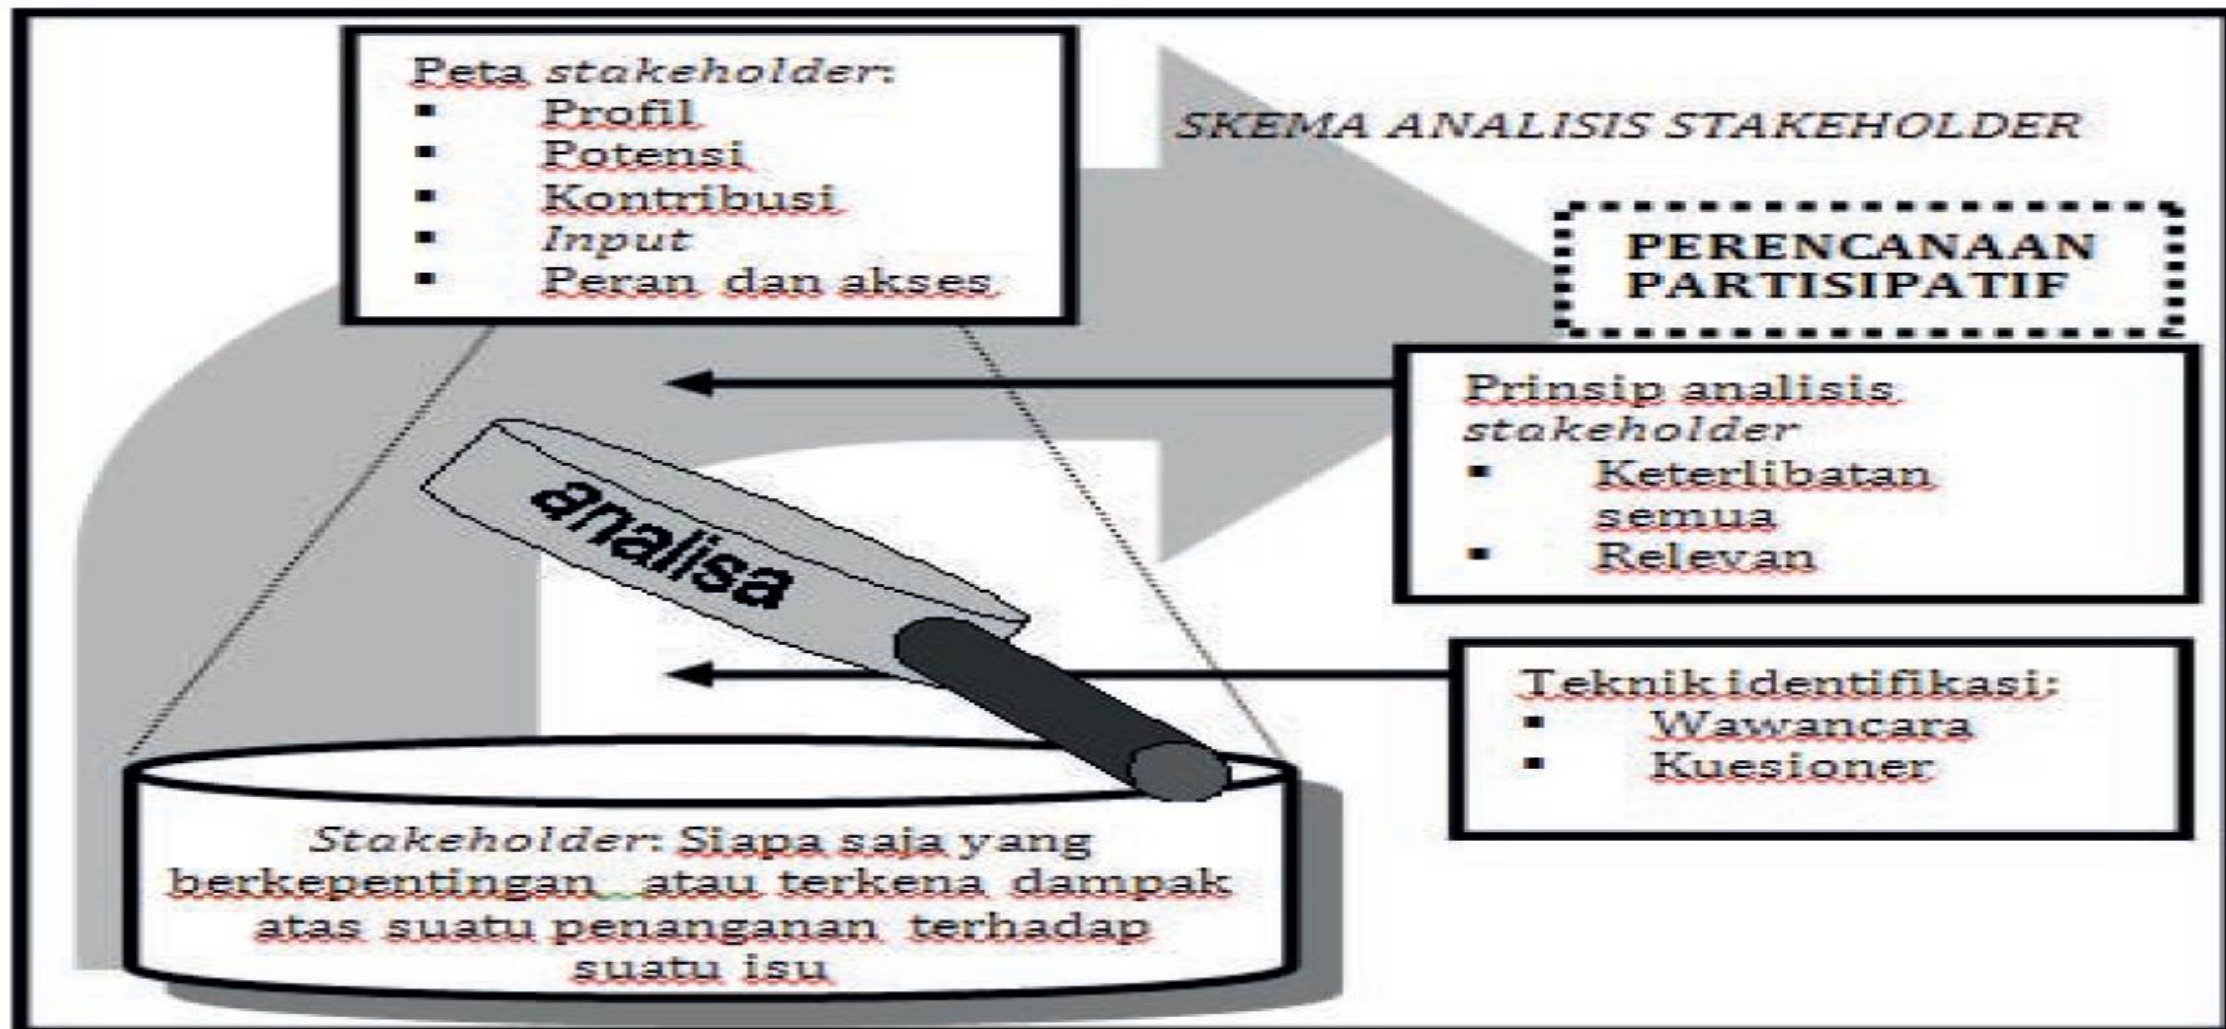 Peta stakeholder:
▪ Profil
▪ Potensi
▪ Kontribusi
▪ Input
▪ Peran dan akses
SKEMA ANALISIS STAKEHOLDER
PERENCANAAN
PARTISIPATIF
Prinsip analisis
stakeholder
▪ Keterlibatan
semua
▪ Relevan
analisa
Teknik identifikasi:
▪ Wawancara
▪ Kuesioner
Stakeholder: Siapa saja yang
berkepentingan atau terkena dampak
atas suatu penanganan terhadap
suatu isu